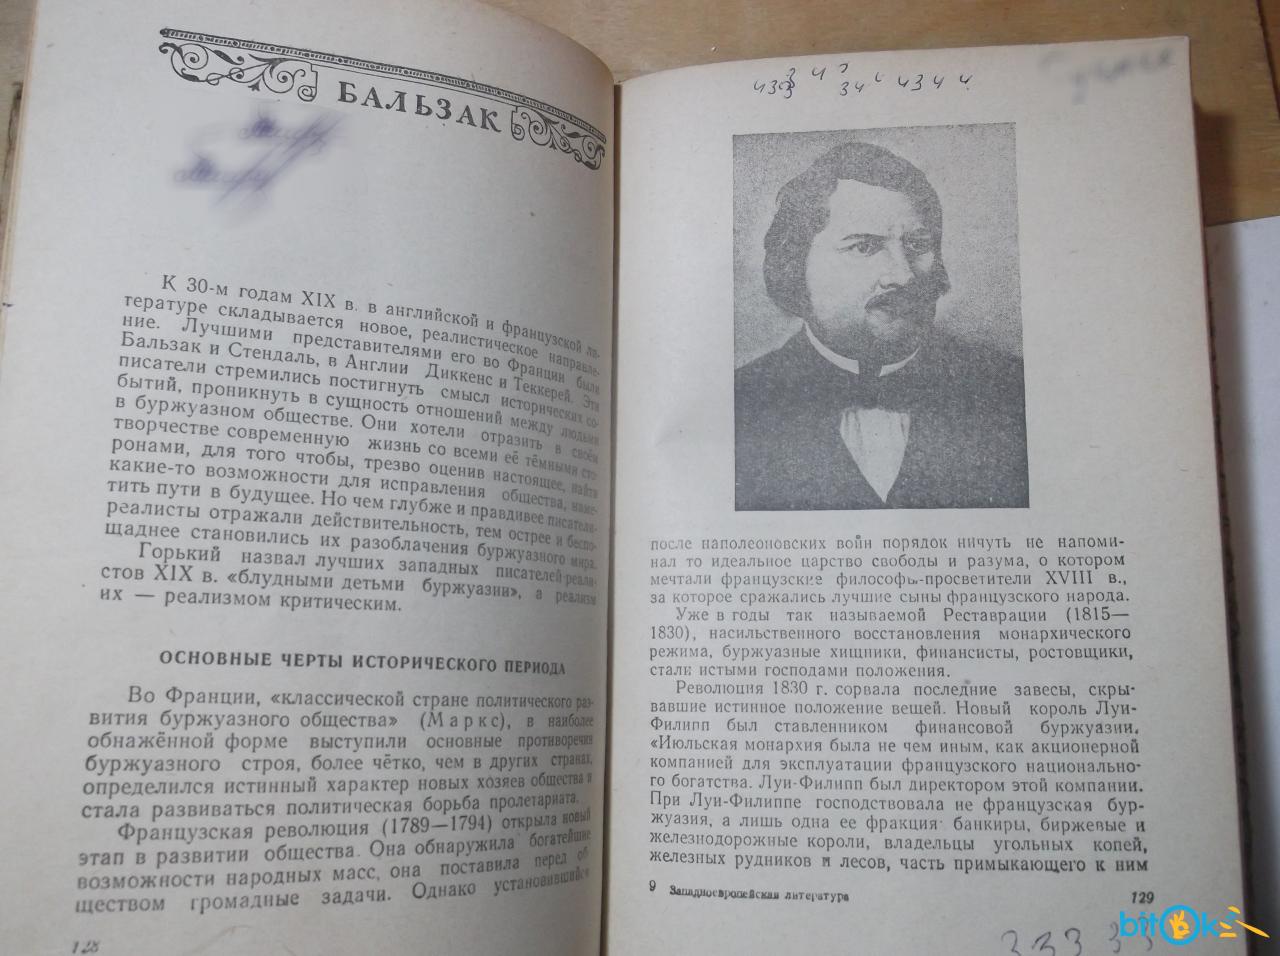 БАЛЬЗАК
К 30-м годам XIX в. в английской и французской ли-
тературе складывается новое, реалистическое направле-
ние. Лучшими представителями его во Франции были
Бальзак и Стендаль, в Англии Диккенс и Теккерей. Эти
писатели стремились постигнуть смысл исторических со-
бытий, проникнуть в сущность отношений между людьми
в буржуазном обществе. Они хотели отразить в своём
творчестве современную жизнь со всеми её тёмными сто-
ронами, для того чтобы, трезво оценив настоящее, найти
какие-то возможности для исправления общества, наме-
тить пути в будущее. Но чем глубже и правдивее писатели-
реалисты отражали действительность, тем острее и беспо-
щаднее становились их разоблачения буржуазного мира.
Горький назвал лучших западных писателей-реали-
стов XIX в. «блудными детьми буржуазии», а реализм
их — реализмом критическим.
ОСНОВНЫЕ ЧЕРТЫ ИСТОРИЧЕСКОГО ПЕРИОДА
Во Франции, «классической стране политического раз-
вития буржуазного общества» (Маркс), в наиболее
обнажённой форме выступили основные противоречия
буржуазного строя, более чётко, чем в других странах,
определился истинный характер новых хозяев общества и
стала развиваться политическая борьба пролетариата.
Французская революция (1789—1794) открыла новый
этап в развитии общества. Она обнаружила богатейшие
возможности народных масс, она поставила перед об-
ществом громадные задачи. Однако установившийся
128
после наполеоновских войн порядок ничуть не напоми-
нал то идеальное царство свободы и разума, о котором
мечтали французские философы-просветители XVIII в.,
за которое сражались лучшие сыны французского народа.
Уже в годы так называемой Реставрации (1815—
1830), насильственного восстановления монархического
режима, буржуазные хищники, финансисты, ростовщики,
стали истыми господами положения.
Революция 1830 г. сорвала последние завесы, скры-
вавшие истинное положение вещей. Новый король Луи-
Филипп был ставленником финансовой буржуазии.
«Июльская монархия была не чем иным, как акционерной
компанией для эксплуатации французского национально-
го богатства. Луи-Филипп был директором этой компании.
При Луи-Филиппе господствовала не французская бур-
жуазия, а лишь одна ее фракция: банкиры, биржевые и
железнодорожные короли, владельцы угольных копей,
железных рудников и лесов, часть примыкающего к ним
9 Западноевропейская литература
129
333 33
bitOk